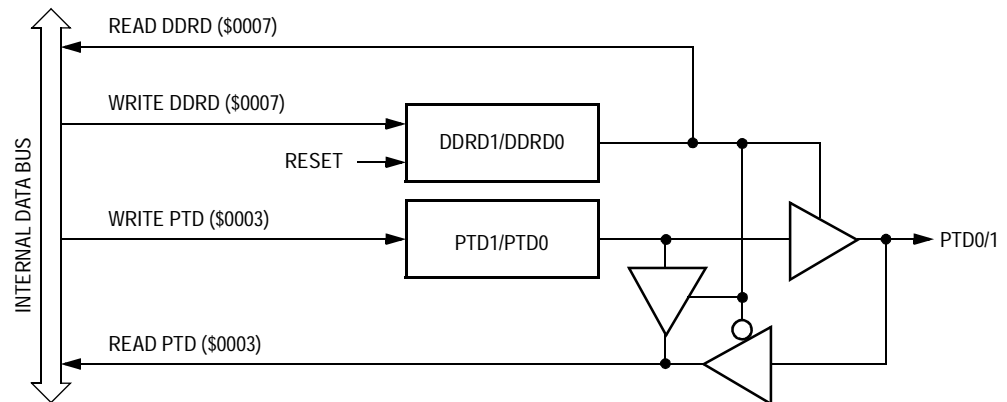 READ DDRD ($0007)
WRITE DDRD ($0007)
DDRD1/DDRD0
RESET
WRITE PTD ($0003)
PTD1/PTD0
PTD0/1
READ PTD ($0003)
INTERNAL DATA BUS